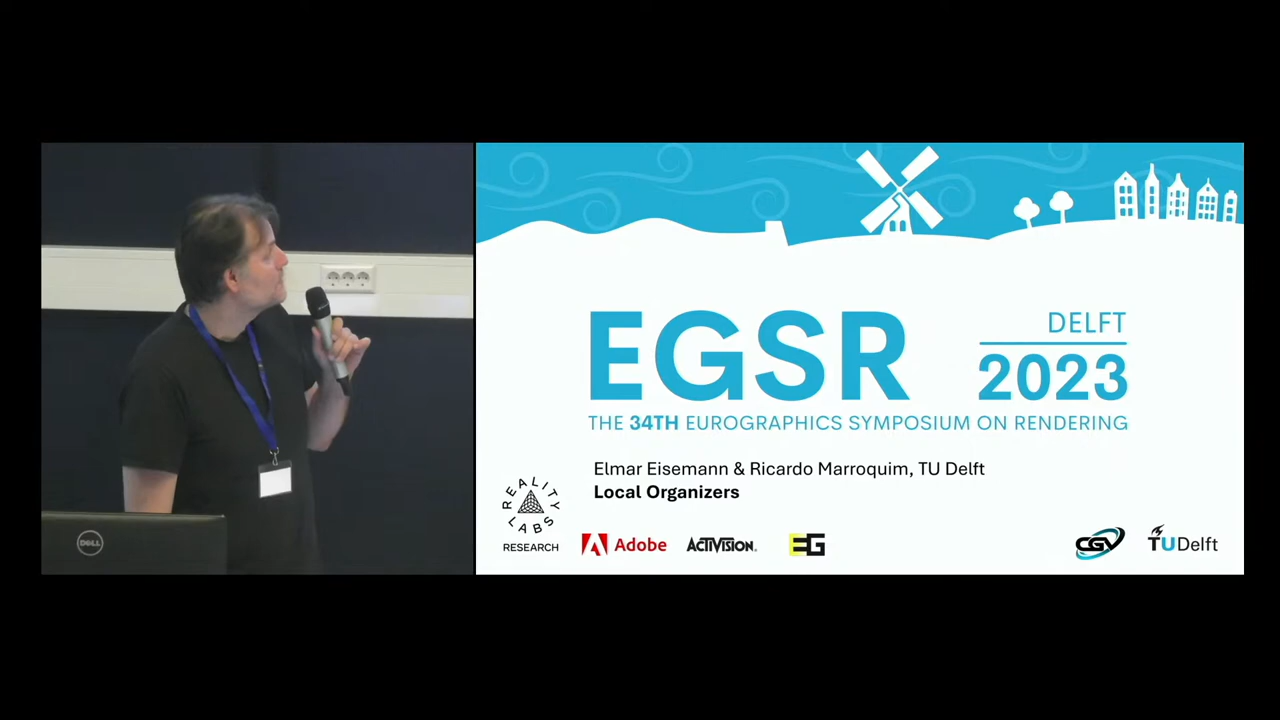 DELL
EGSR
DELFT
2023
THE 34TH EUROGRAPHICS SYMPOSIUM ON RENDERING
Elmar Eisemann & Ricardo Marroquim, TU Delft
Local Organizers
REALITY LABS
RESEARCH
Adobe
ACTIVISION.
EG
CGV
TUDelft